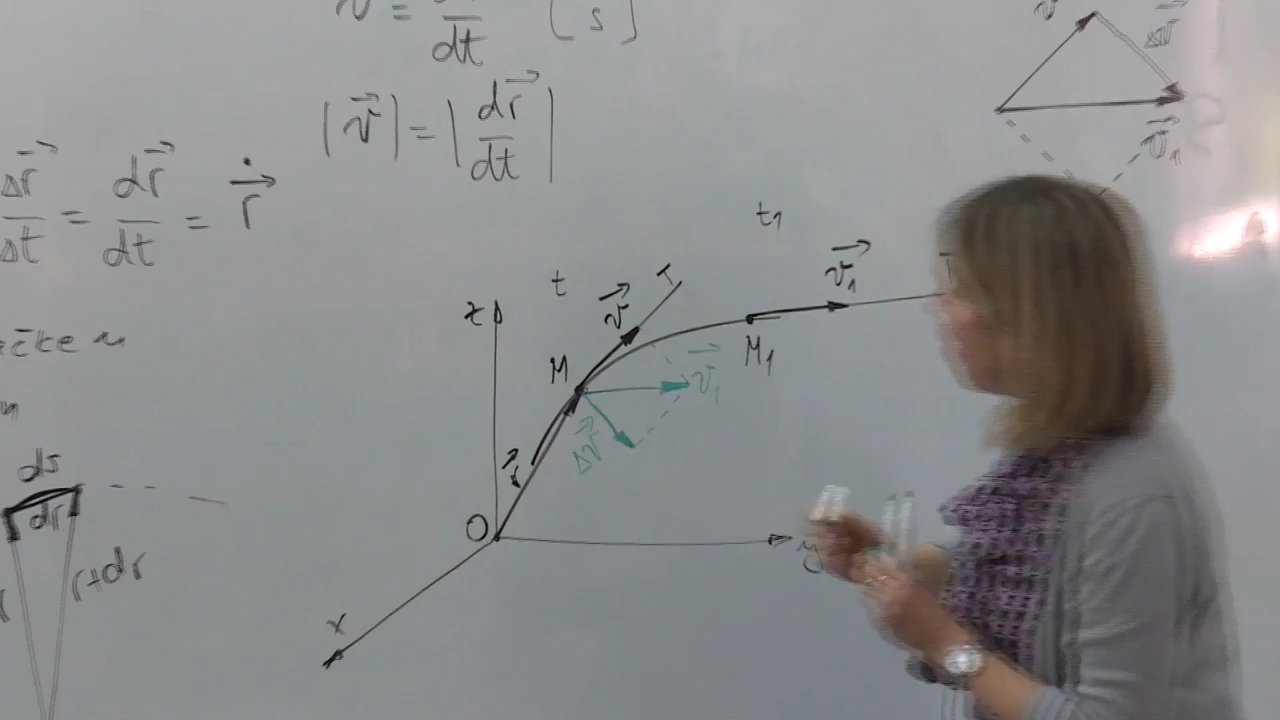 dt [ s ]
|v⃗| = |dr⃗/dt|
Δr⃗/Δt = dr⃗/dt = ṙ⃗
v⃗
Δv⃗
v⃗₁
t₁
t
T
v⃗
v⃗₁
z
M
M₁
v⃗₁
Δv⃗
r⃗
O
y
x
ds
dr
r+dr